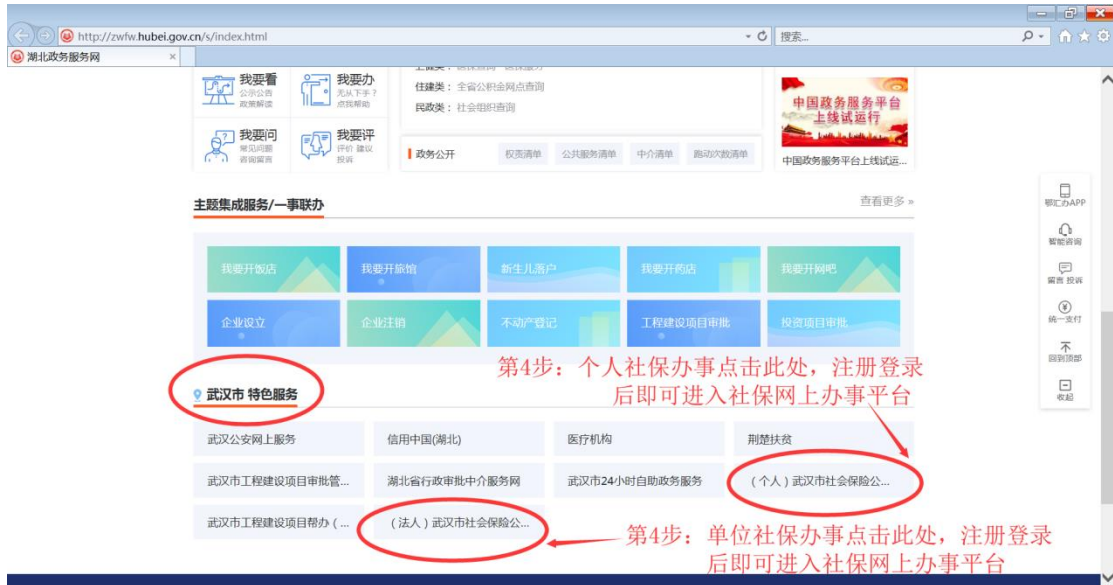 http://zwfw.hubei.gov.cn/s/index.html
搜索...
湖北政务服务网
×
我要看
公示公告
政策解读
我要办
无从下手?
点我帮助
住建类：全省公积金网点查询
民政类：社会组织查询
我要问
常见问题
咨询留言
我要评
评价 建议
投诉
政务公开
权责清单
公共服务清单
中介清单
跑动次数清单
中国政务服务平台
上线试运行
中国政务服务平台上线试运...
主题集成服务/一事联办
查看更多 »
我要开饭店
我要开旅馆
新生儿落户
我要开药店
我要开网吧
企业设立
企业注销
不动产登记
工程建设项目审批
投资项目审批
鄂汇办APP
智能咨询
留言 投诉
统一支付
回到顶部
收起
第4步：个人社保办事点击此处，注册登录
后即可进入社保网上办事平台
武汉市 特色服务
武汉公安网上服务
信用中国(湖北)
医疗机构
荆楚扶贫
武汉市工程建设项目审批管...
湖北省行政审批中介服务网
武汉市24小时自助政务服务
（个人）武汉市社会保险公...
武汉市工程建设项目帮办（...
（法人）武汉市社会保险公...
第4步：单位社保办事点击此处，注册登录
后即可进入社保网上办事平台